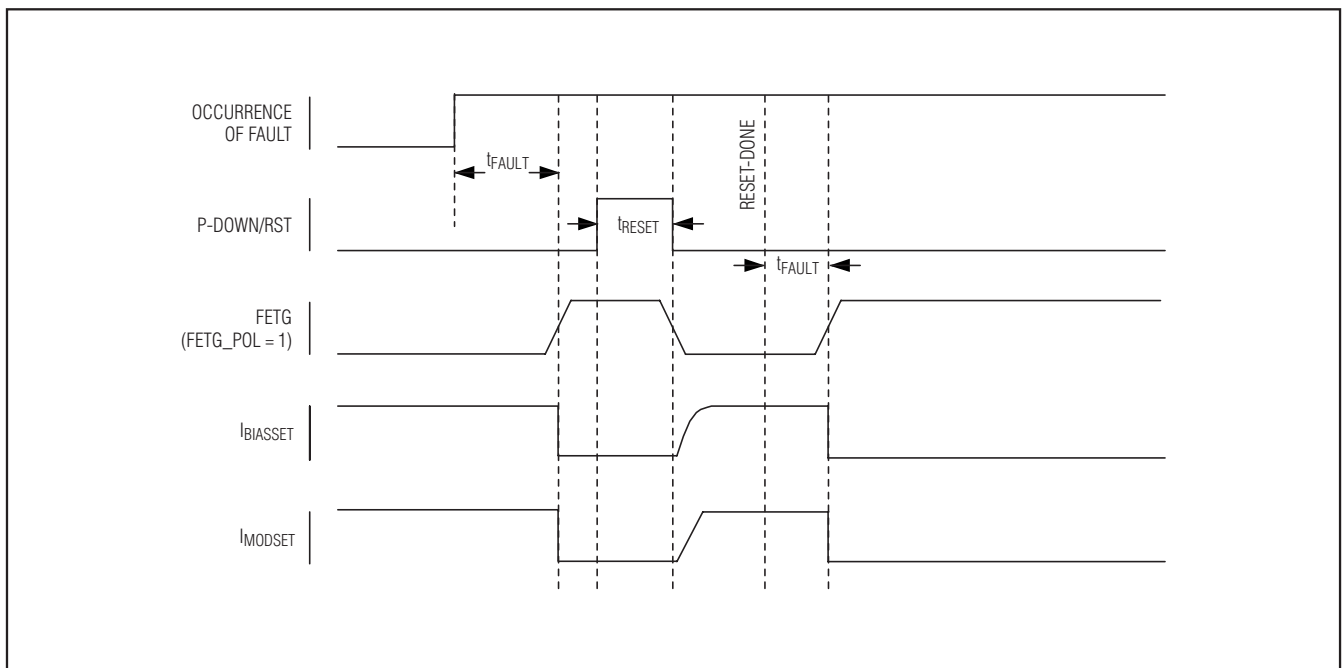 OCCURRENCE
OF FAULT
tFAULT
P-DOWN/RST
tRESET
RESET-DONE
tFAULT
FETG
(FETG_POL = 1)
IBIASSET
IMODSET